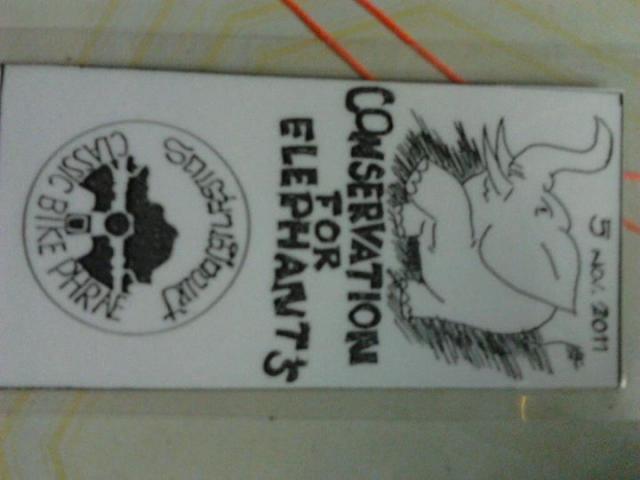 5 NOV. 2011
CONSERVATION
FOR
ELEPHANTS
CLASSIC BIKE PHRAE